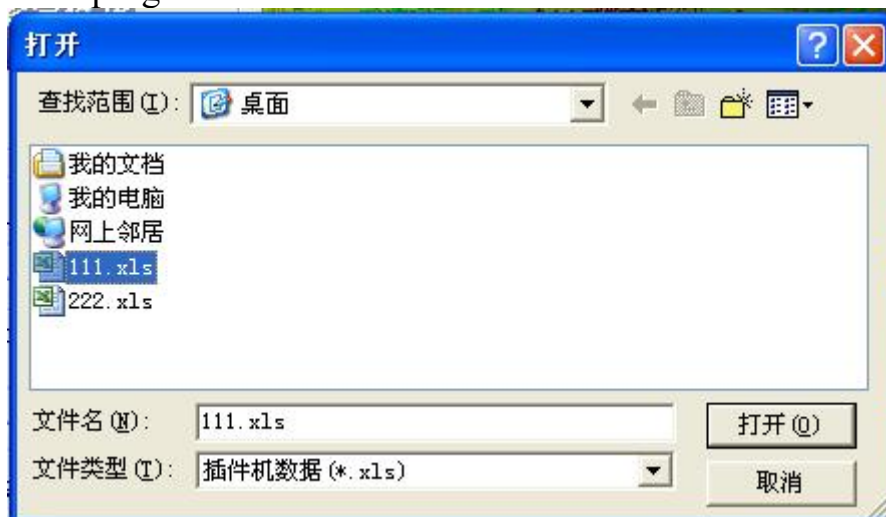 打开
查找范围(I): 桌面
我的文档
我的电脑
网上邻居
111.xls
222.xls
文件名(N): 111.xls 打开(O)
文件类型(T): 插件机数据(*.xls) 取消